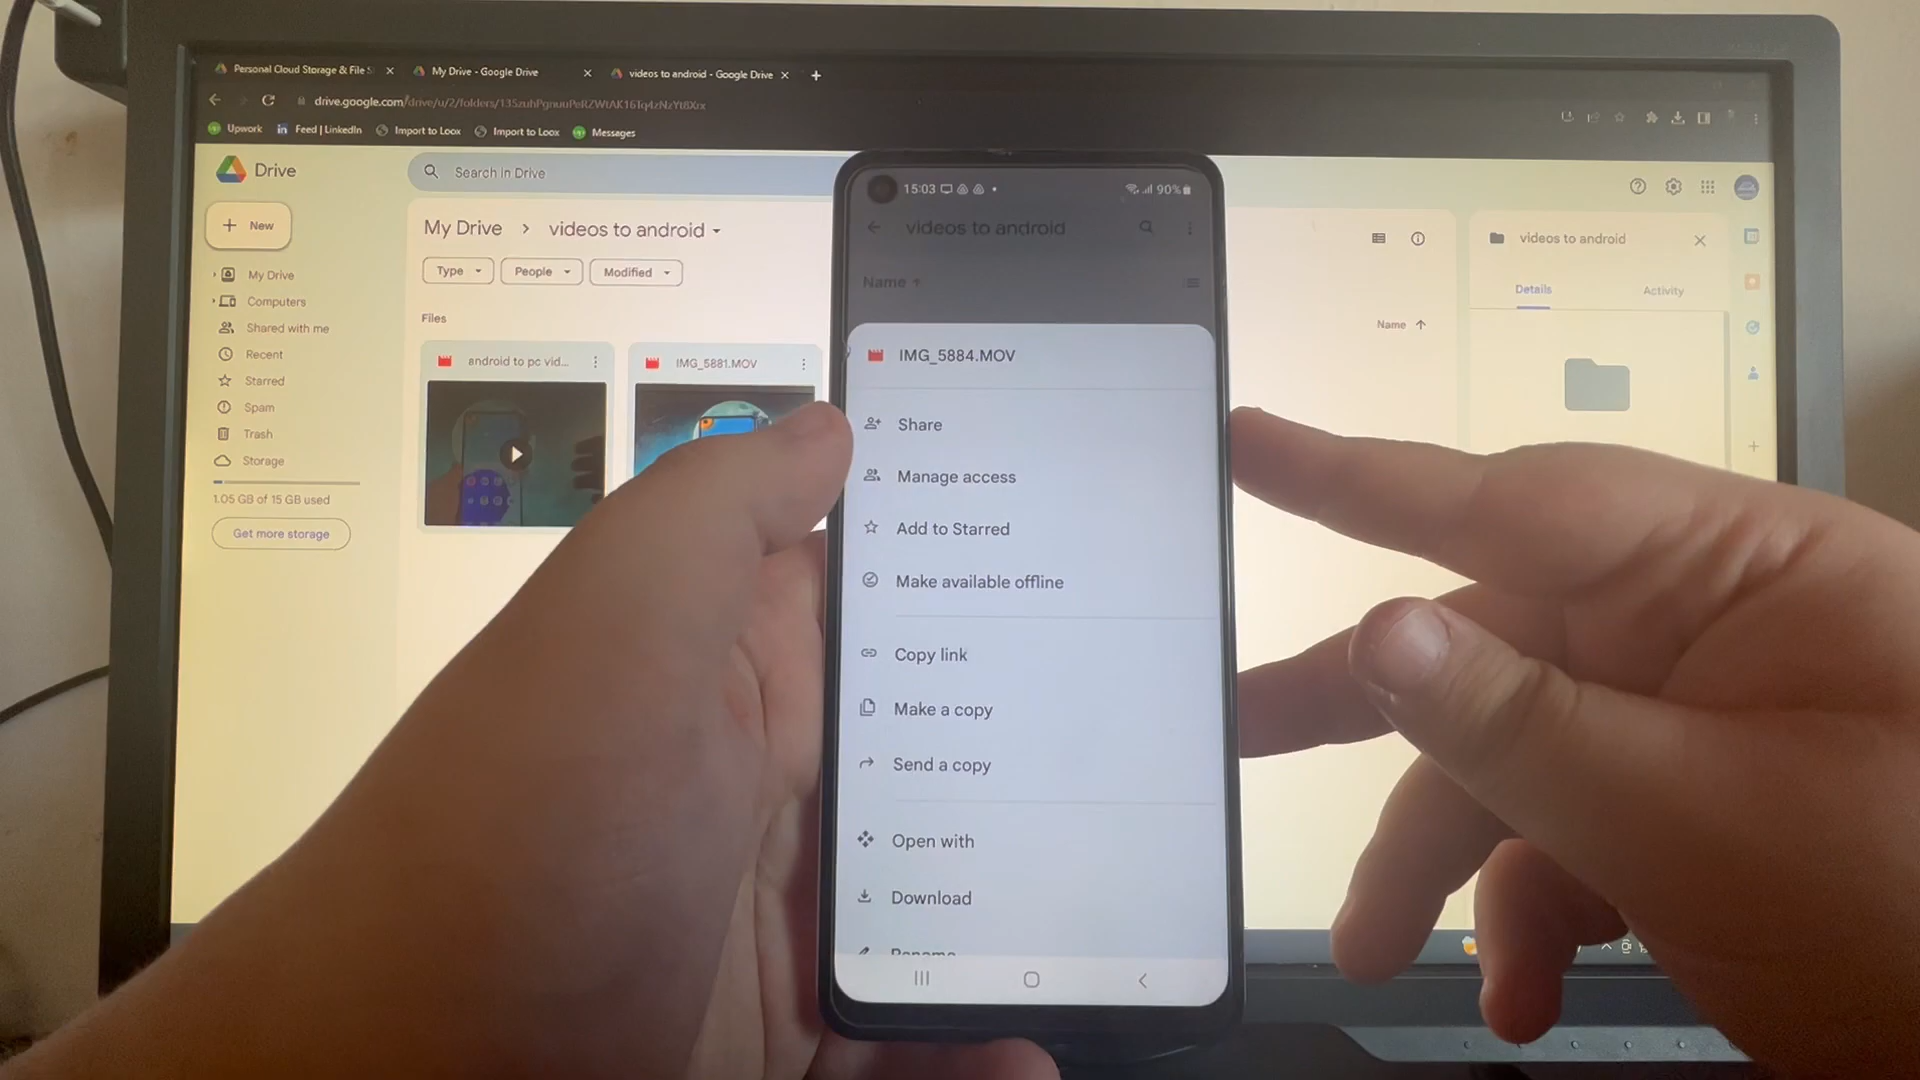 Personal Cloud Storage & File S
My Drive - Google Drive
videos to android - Google Drive
drive.google.com/drive/u/2/folders/
Upwork
Feed | LinkedIn
Import to Loox
Import to Loox
Messages
Drive
Search in Drive
New
My Drive
Computers
Shared with me
Recent
Starred
Spam
Trash
Storage
1.05 GB of 15 GB used
Get more storage
My Drive > videos to android
Type
People
Modified
Files
android to pc vid...
IMG_5881.MOV
Name
videos to android
Details
Activity
15:03
90%
videos to android
Name
IMG_5884.MOV
Share
Manage access
Add to Starred
Make available offline
Copy link
Make a copy
Send a copy
Open with
Download
Rename